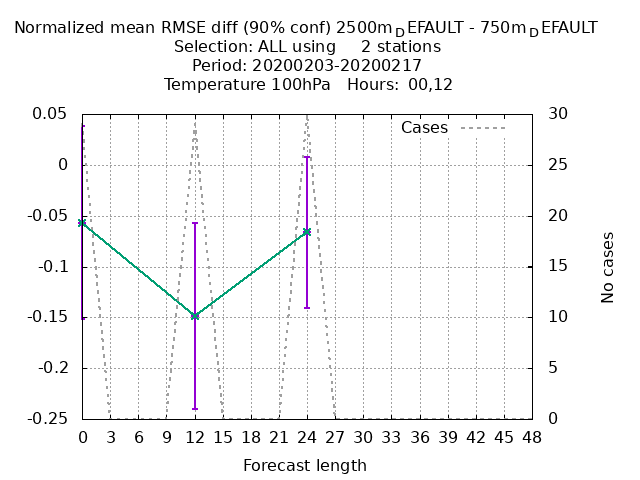 Normalized mean RMSE diff (90% conf) 2500m_DEFAULT - 750m_DEFAULT
Selection: ALL using 2 stations
Period: 20200203-20200217
Temperature 100hPa Hours: 00,12
0.05
0
-0.05
-0.1
-0.15
-0.2
-0.25
Cases
30
25
20
15
10
5
0
No cases
0 3 6 9 12 15 18 21 24 27 30 33 36 39 42 45 48
Forecast length